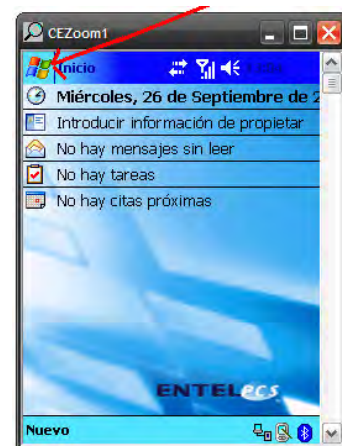 CEZoom1
Inicio
Miércoles, 26 de Septiembre de 2
Introducir información de propietar
No hay mensajes sin leer
No hay tareas
No hay citas próximas
ENTELPCS
Nuevo